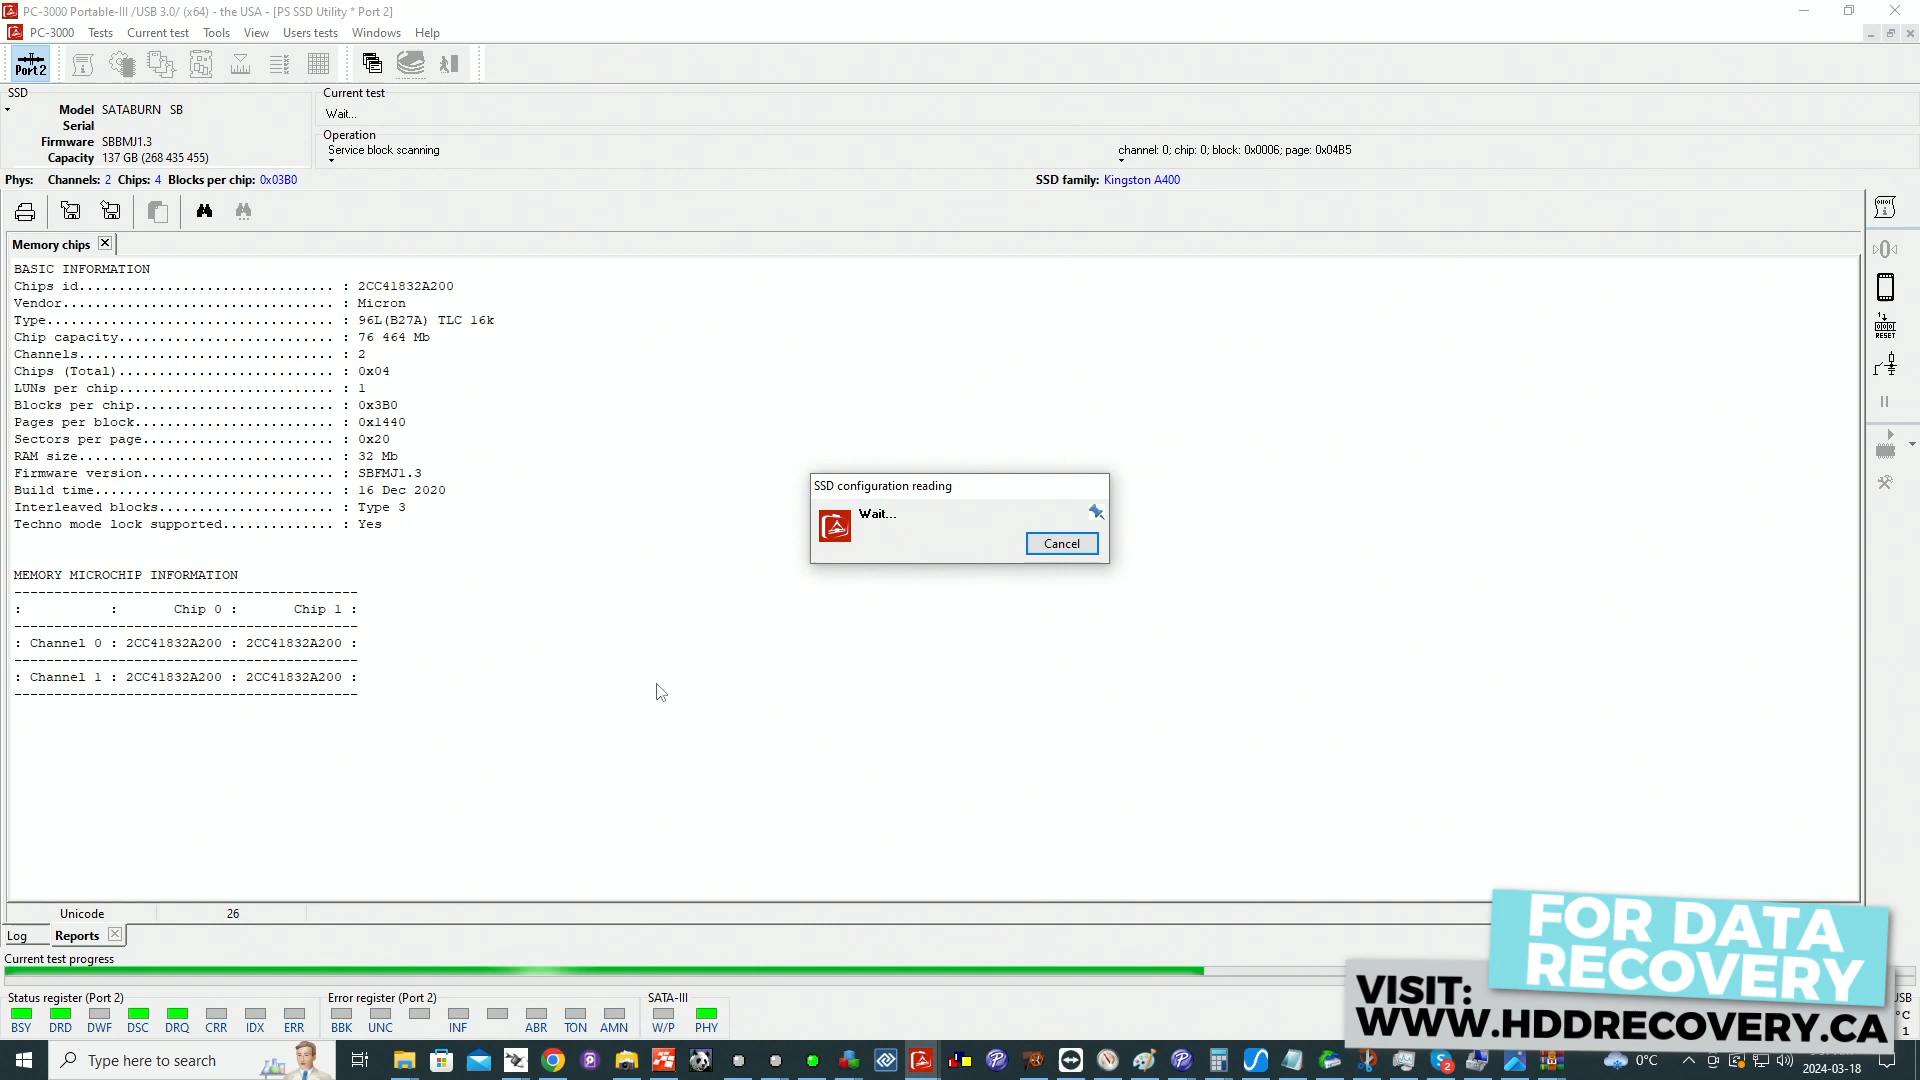 PC-3000 Portable-III /USB 3.0/ (x64) - the USA - [PS SSD Utility * Port 2]
PC-3000 Tests Current test Tools View Users tests Windows Help
Port2
SSD
Model SATABURN SB
Serial
Firmware SBBMJ1.3
Capacity 137 GB (268 435 455)
Current test
Wait...
Operation
Service block scanning channel: 0; chip: 0; block: 0x0006; page: 0x04B5
Phys: Channels: 2 Chips: 4 Blocks per chip: 0x03B0 SSD family: Kingston A400
Memory chips
BASIC INFORMATION
Chips id................................ : 2CC41832A200
Vendor.................................. : Micron
Type.................................... : 96L(B27A) TLC 16k
Chip capacity........................... : 76 464 Mb
Channels................................ : 2
Chips (Total)........................... : 0x04
LUNs per chip........................... : 1
Blocks per chip......................... : 0x3B0
Pages per block......................... : 0x1440
Sectors per page........................ : 0x20
RAM size................................ : 32 Mb
Firmware version........................ : SBFMJ1.3
Build time.............................. : 16 Dec 2020
Interleaved blocks...................... : Type 3
Techno mode lock supported.............. : Yes
MEMORY MICROCHIP INFORMATION
: : Chip 0 : Chip 1 :
: Channel 0 : 2CC41832A200 : 2CC41832A200 :
: Channel 1 : 2CC41832A200 : 2CC41832A200 :
SSD configuration reading
Wait...
Cancel
RESET
Unicode 26
Log Reports
Current test progress
Status register (Port 2) Error register (Port 2) SATA-III
BSY DRD DWF DSC DRQ CRR IDX ERR BBK UNC INF ABR TON AMN W/P PHY
FOR DATA
RECOVERY
VISIT:
WWW.HDDRECOVERY.CA
Type here to search
0°C
2024-03-18